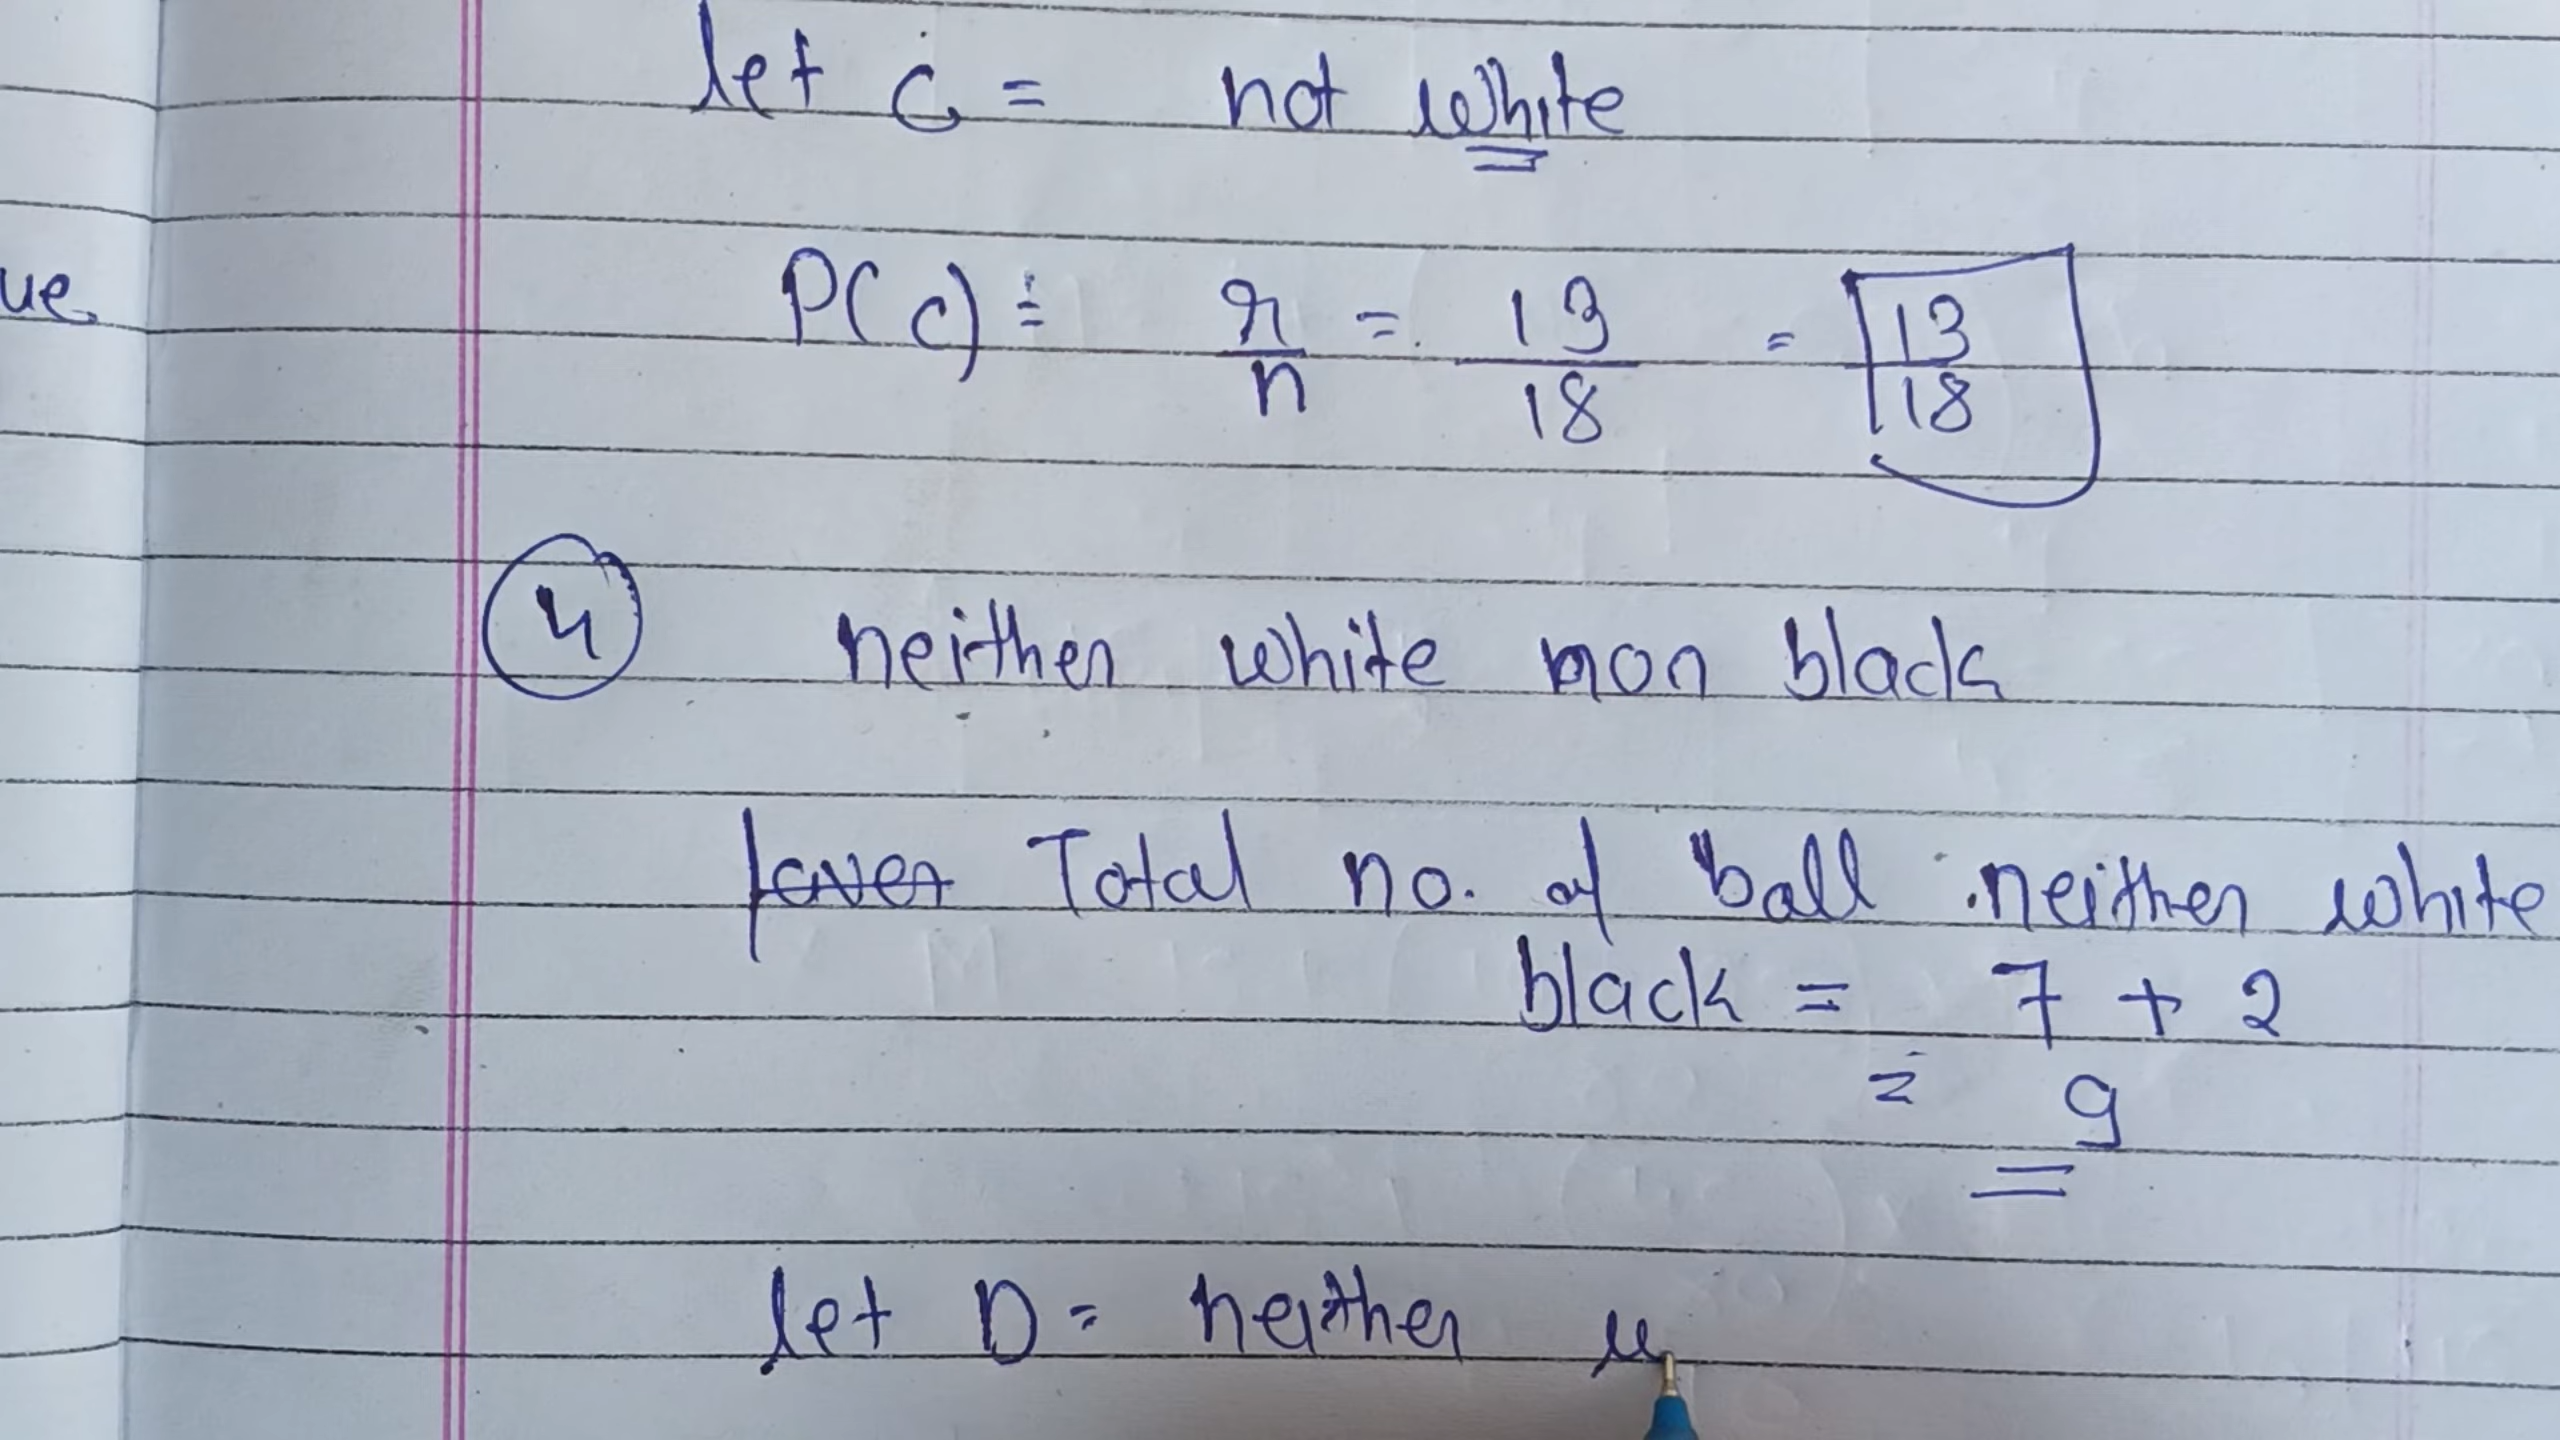 let C = not white
ue
P(C) = r/n = 13/18 = 13/18
4 neither white nor black
faver Total no. of ball neither white
black = 7 + 2
= 9
let D = neither w